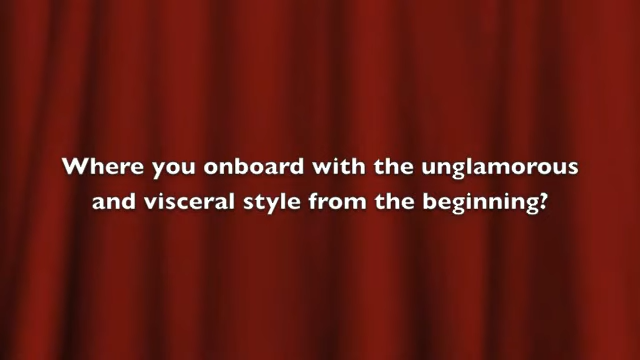 Where you onboard with the unglamorous
and visceral style from the beginning?